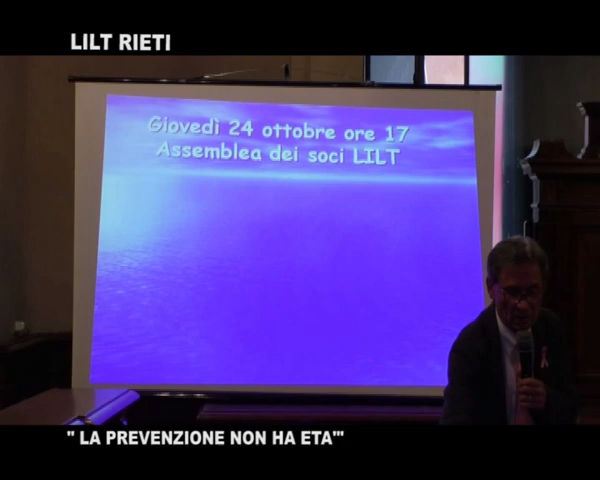 LILT RIETI
Giovedì 24 ottobre ore 17
Assemblea dei soci LILT
" LA PREVENZIONE NON HA ETA'"